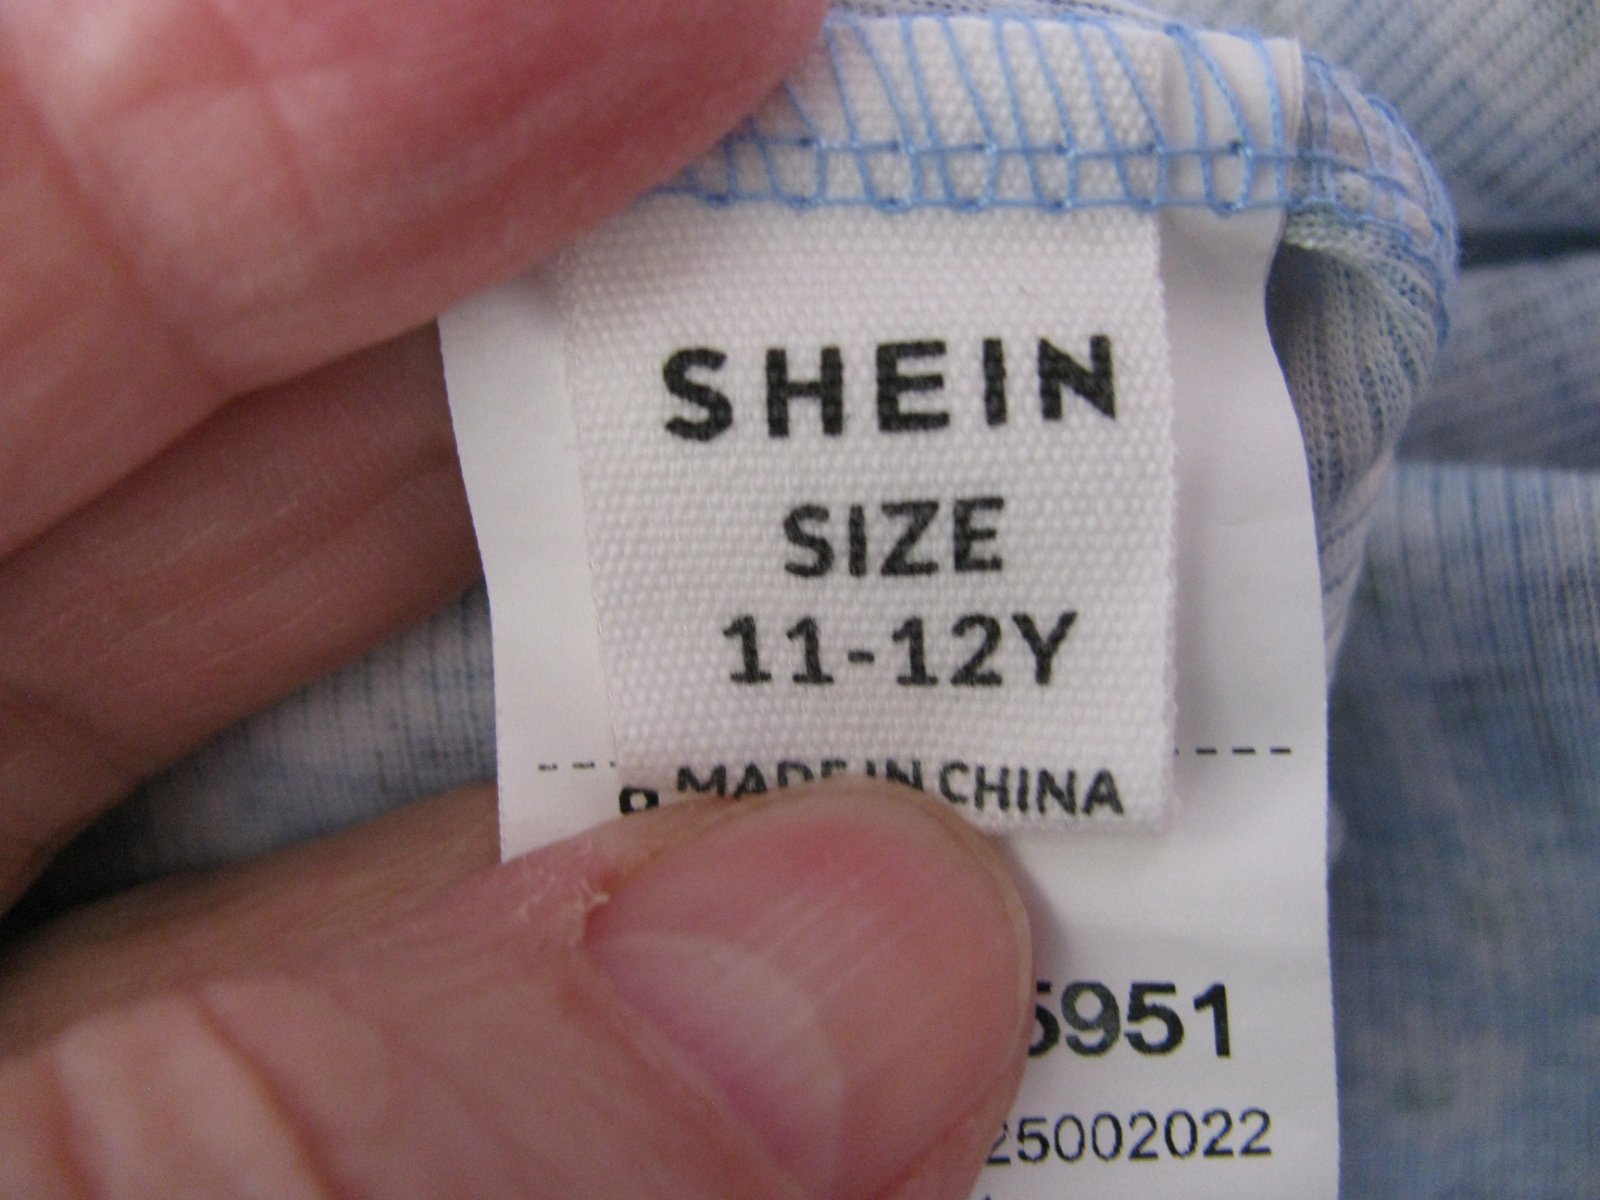 SHEIN
SIZE
11-12Y
MADE IN CHINA
5951
25002022